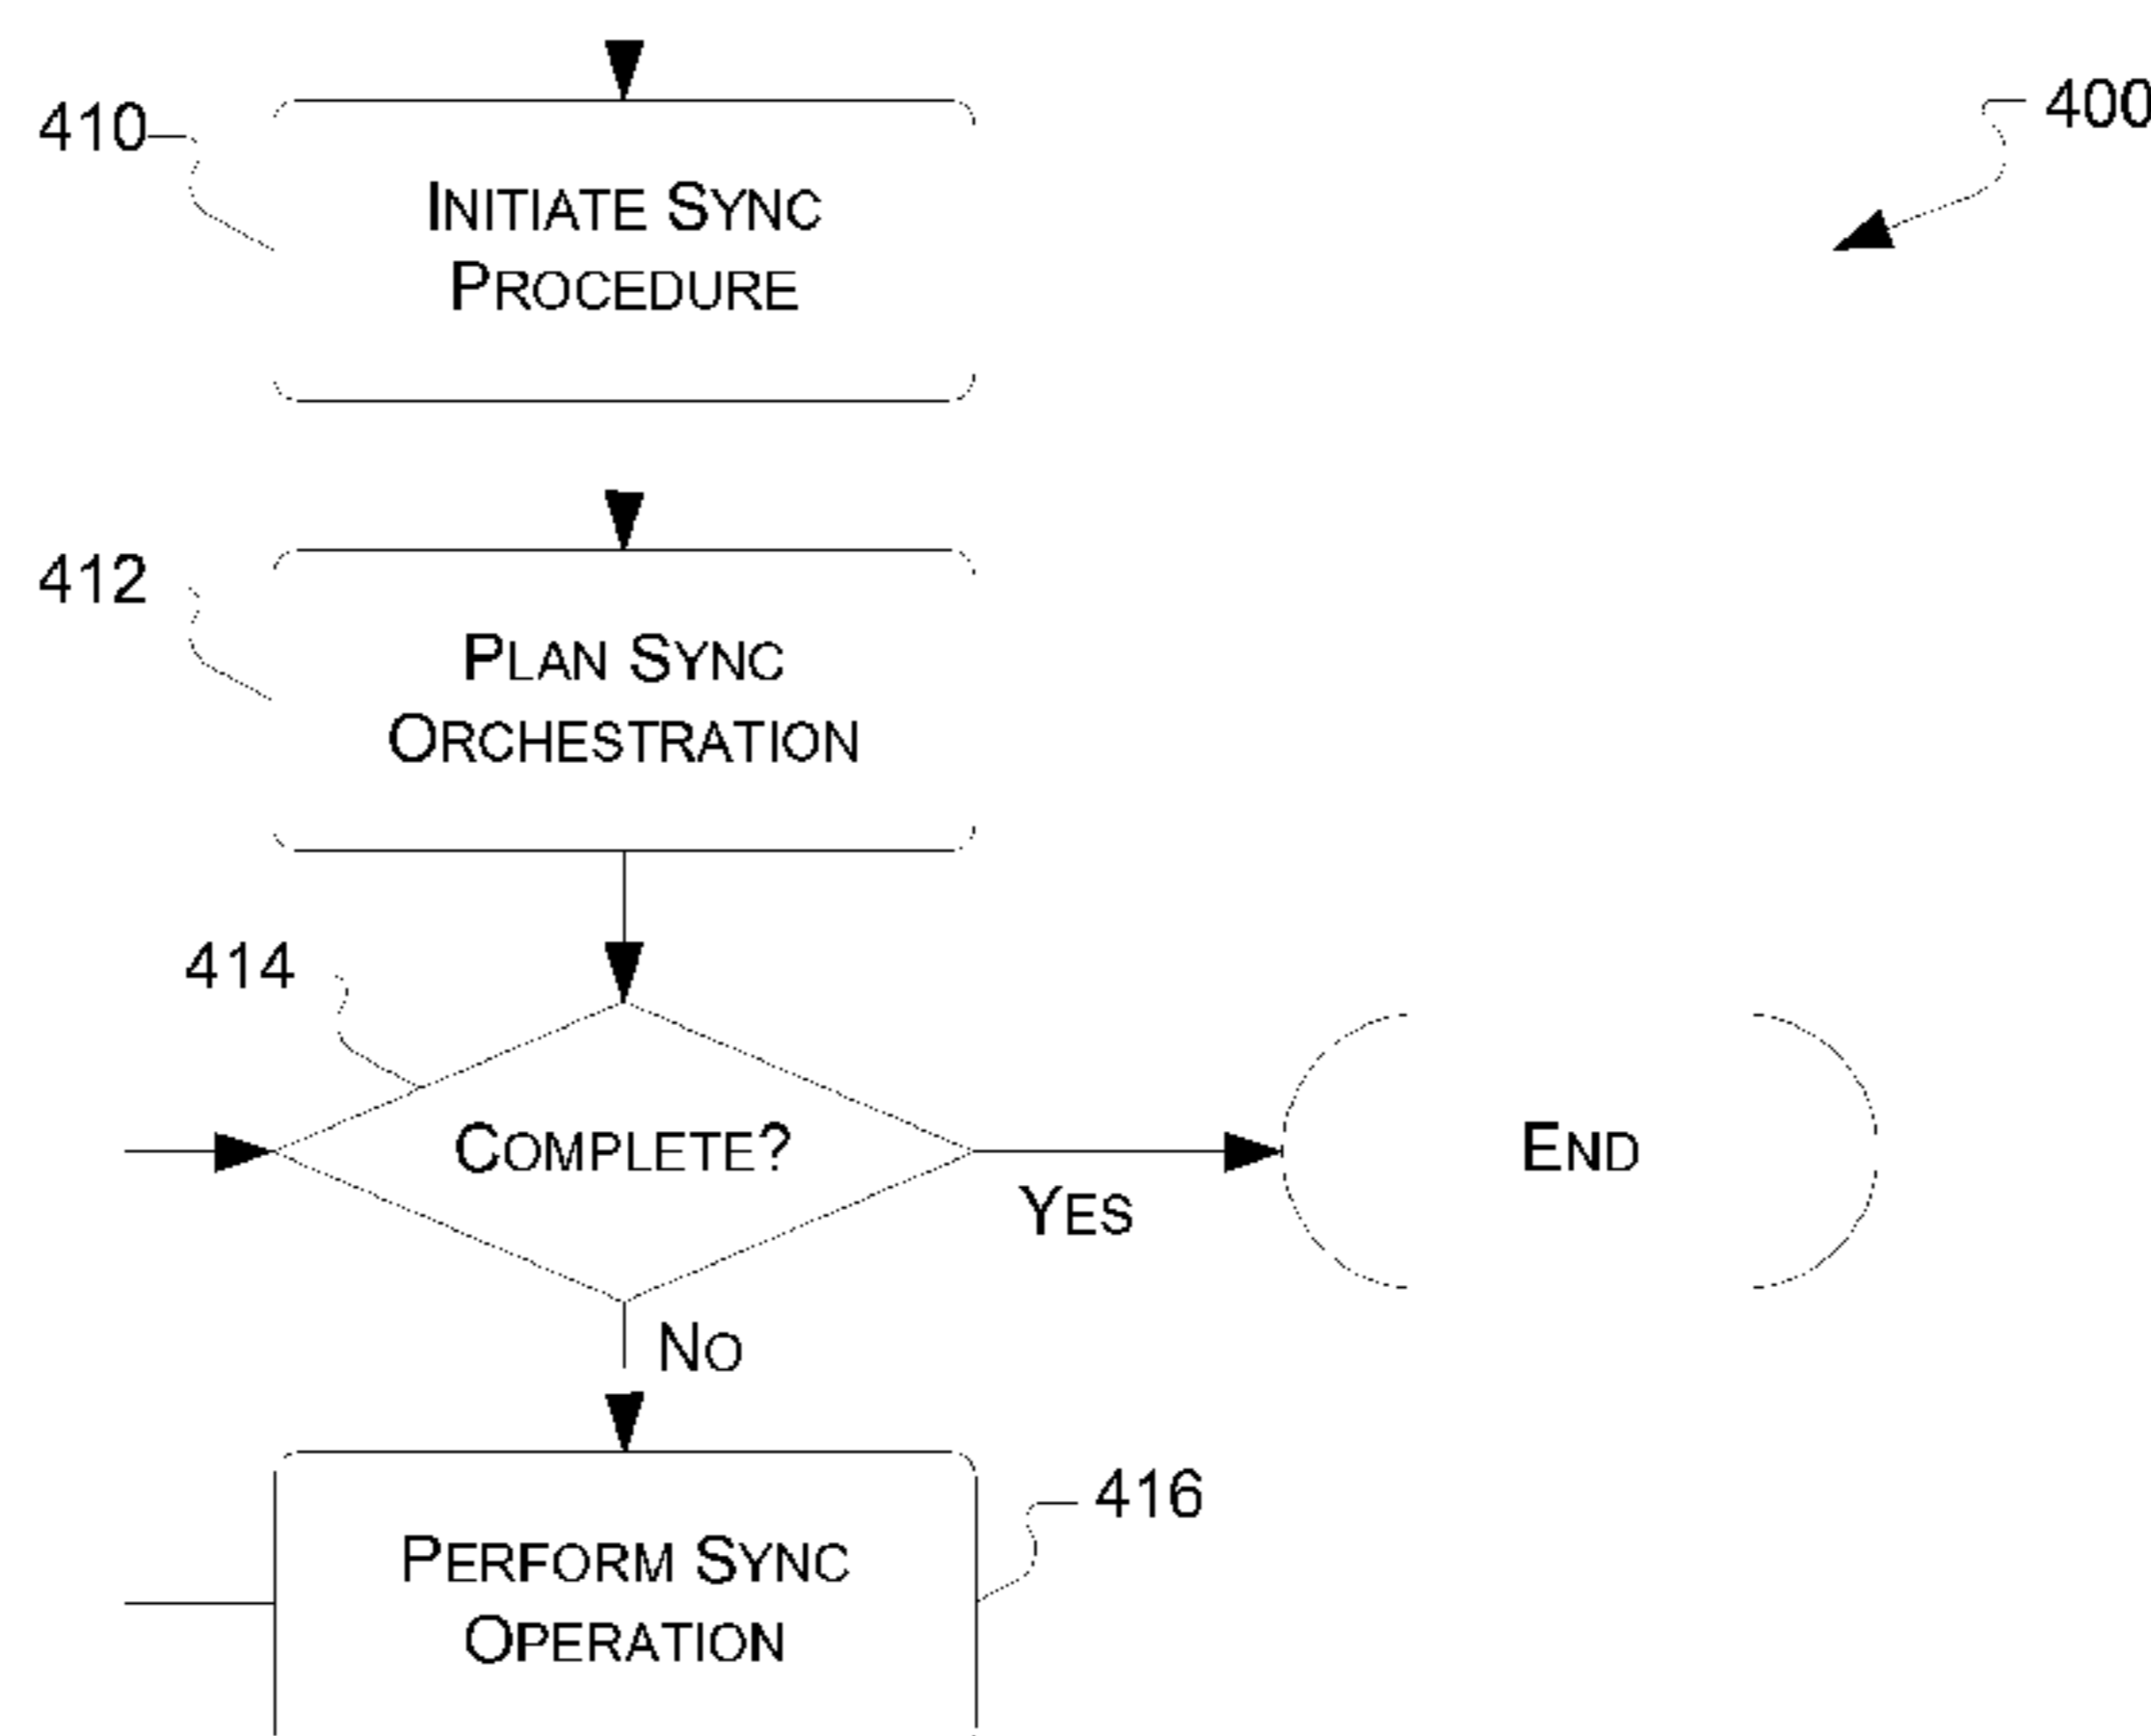 410
400
INITIATE SYNC
PROCEDURE
412
PLAN SYNC
ORCHESTRATION
414
COMPLETE?
END
YES
NO
416
PERFORM SYNC
OPERATION